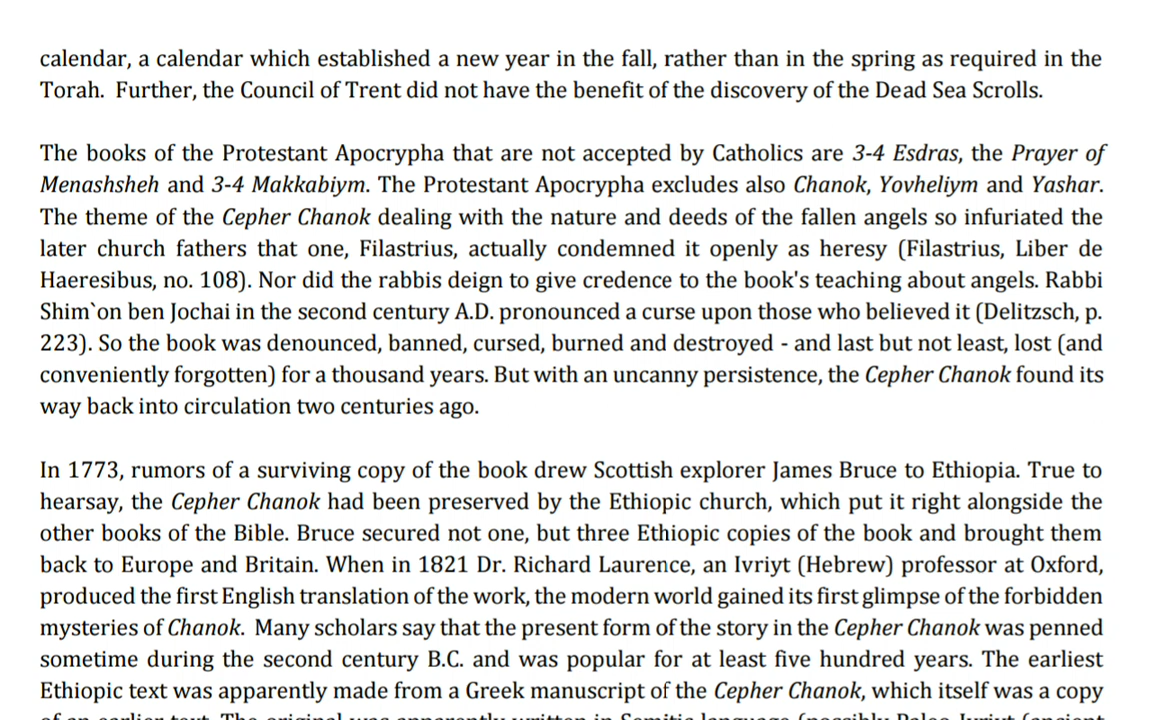 calendar, a calendar which established a new year in the fall, rather than in the spring as required in the
Torah. Further, the Council of Trent did not have the benefit of the discovery of the Dead Sea Scrolls.
The books of the Protestant Apocrypha that are not accepted by Catholics are 3-4 Esdras, the Prayer of
Menashsheh and 3-4 Makkabiym. The Protestant Apocrypha excludes also Chanok, Yovheliym and Yashar.
The theme of the Cepher Chanok dealing with the nature and deeds of the fallen angels so infuriated the
later church fathers that one, Filastrius, actually condemned it openly as heresy (Filastrius, Liber de
Haeresibus, no. 108). Nor did the rabbis deign to give credence to the book's teaching about angels. Rabbi
Shim`on ben Jochai in the second century A.D. pronounced a curse upon those who believed it (Delitzsch, p.
223). So the book was denounced, banned, cursed, burned and destroyed - and last but not least, lost (and
conveniently forgotten) for a thousand years. But with an uncanny persistence, the Cepher Chanok found its
way back into circulation two centuries ago.
In 1773, rumors of a surviving copy of the book drew Scottish explorer James Bruce to Ethiopia. True to
hearsay, the Cepher Chanok had been preserved by the Ethiopic church, which put it right alongside the
other books of the Bible. Bruce secured not one, but three Ethiopic copies of the book and brought them
back to Europe and Britain. When in 1821 Dr. Richard Laurence, an Ivriyt (Hebrew) professor at Oxford,
produced the first English translation of the work, the modern world gained its first glimpse of the forbidden
mysteries of Chanok. Many scholars say that the present form of the story in the Cepher Chanok was penned
sometime during the second century B.C. and was popular for at least five hundred years. The earliest
Ethiopic text was apparently made from a Greek manuscript of the Cepher Chanok, which itself was a copy
of an earlier text. The original was apparently written in Semitic language (possibly Paleo Ivriyt (ancient